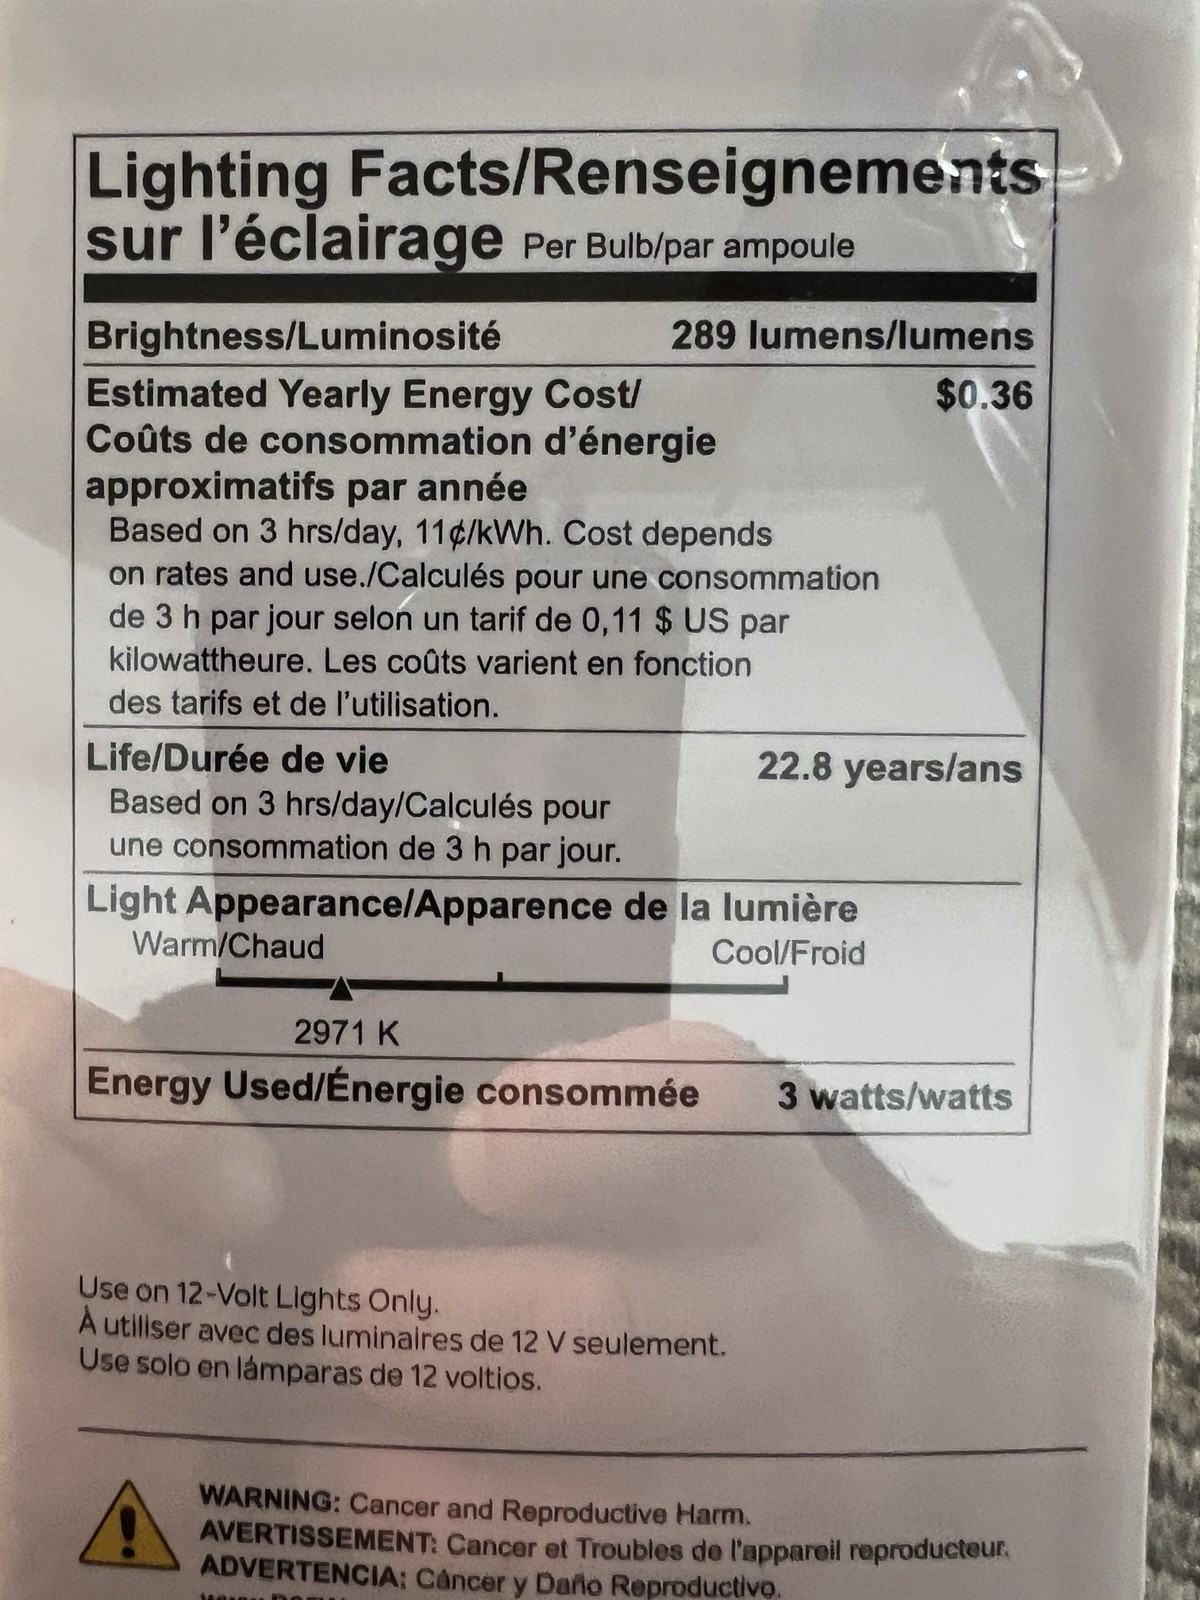 Lighting Facts/Renseignements
sur l'éclairage Per Bulb/par ampoule
Brightness/Luminosité 289 lumens/lumens
Estimated Yearly Energy Cost/ $0.36
Coûts de consommation d'énergie
approximatifs par année
Based on 3 hrs/day, 11¢/kWh. Cost depends
on rates and use./Calculés pour une consommation
de 3 h par jour selon un tarif de 0,11 $ US par
kilowattheure. Les coûts varient en fonction
des tarifs et de l'utilisation.
Life/Durée de vie 22.8 years/ans
Based on 3 hrs/day/Calculés pour
une consommation de 3 h par jour.
Light Appearance/Apparence de la lumière
Warm/Chaud Cool/Froid
2971 K
Energy Used/Énergie consommée 3 watts/watts
Use on 12-Volt Lights Only.
À utiliser avec des luminaires de 12 V seulement.
Use solo en lámparas de 12 voltios.
WARNING: Cancer and Reproductive Harm.
AVERTISSEMENT: Cancer et Troubles de l'appareil reproducteur.
ADVERTENCIA: Cáncer y Daño Reproductivo.